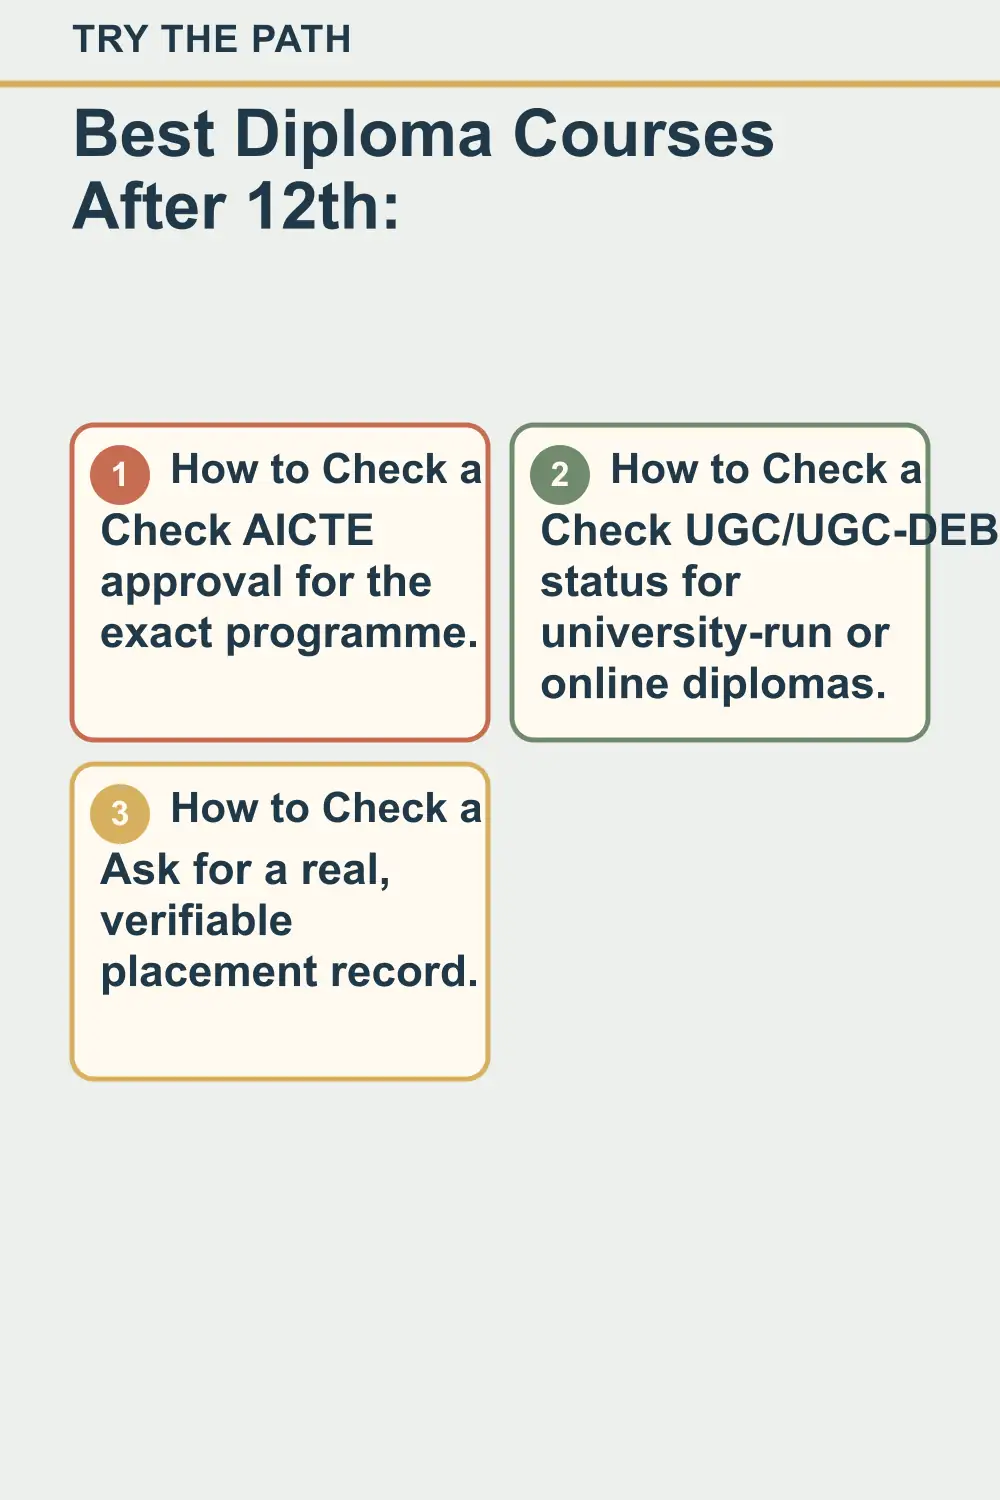 TRY THE PATH
Best Diploma Courses
After 12th:
1
How to Check a
Check AICTE
approval for the
exact programme.
2
How to Check a
Check UGC/UGC-DEB
status for
university-run or
online diplomas.
3
How to Check a
Ask for a real,
verifiable
placement record.